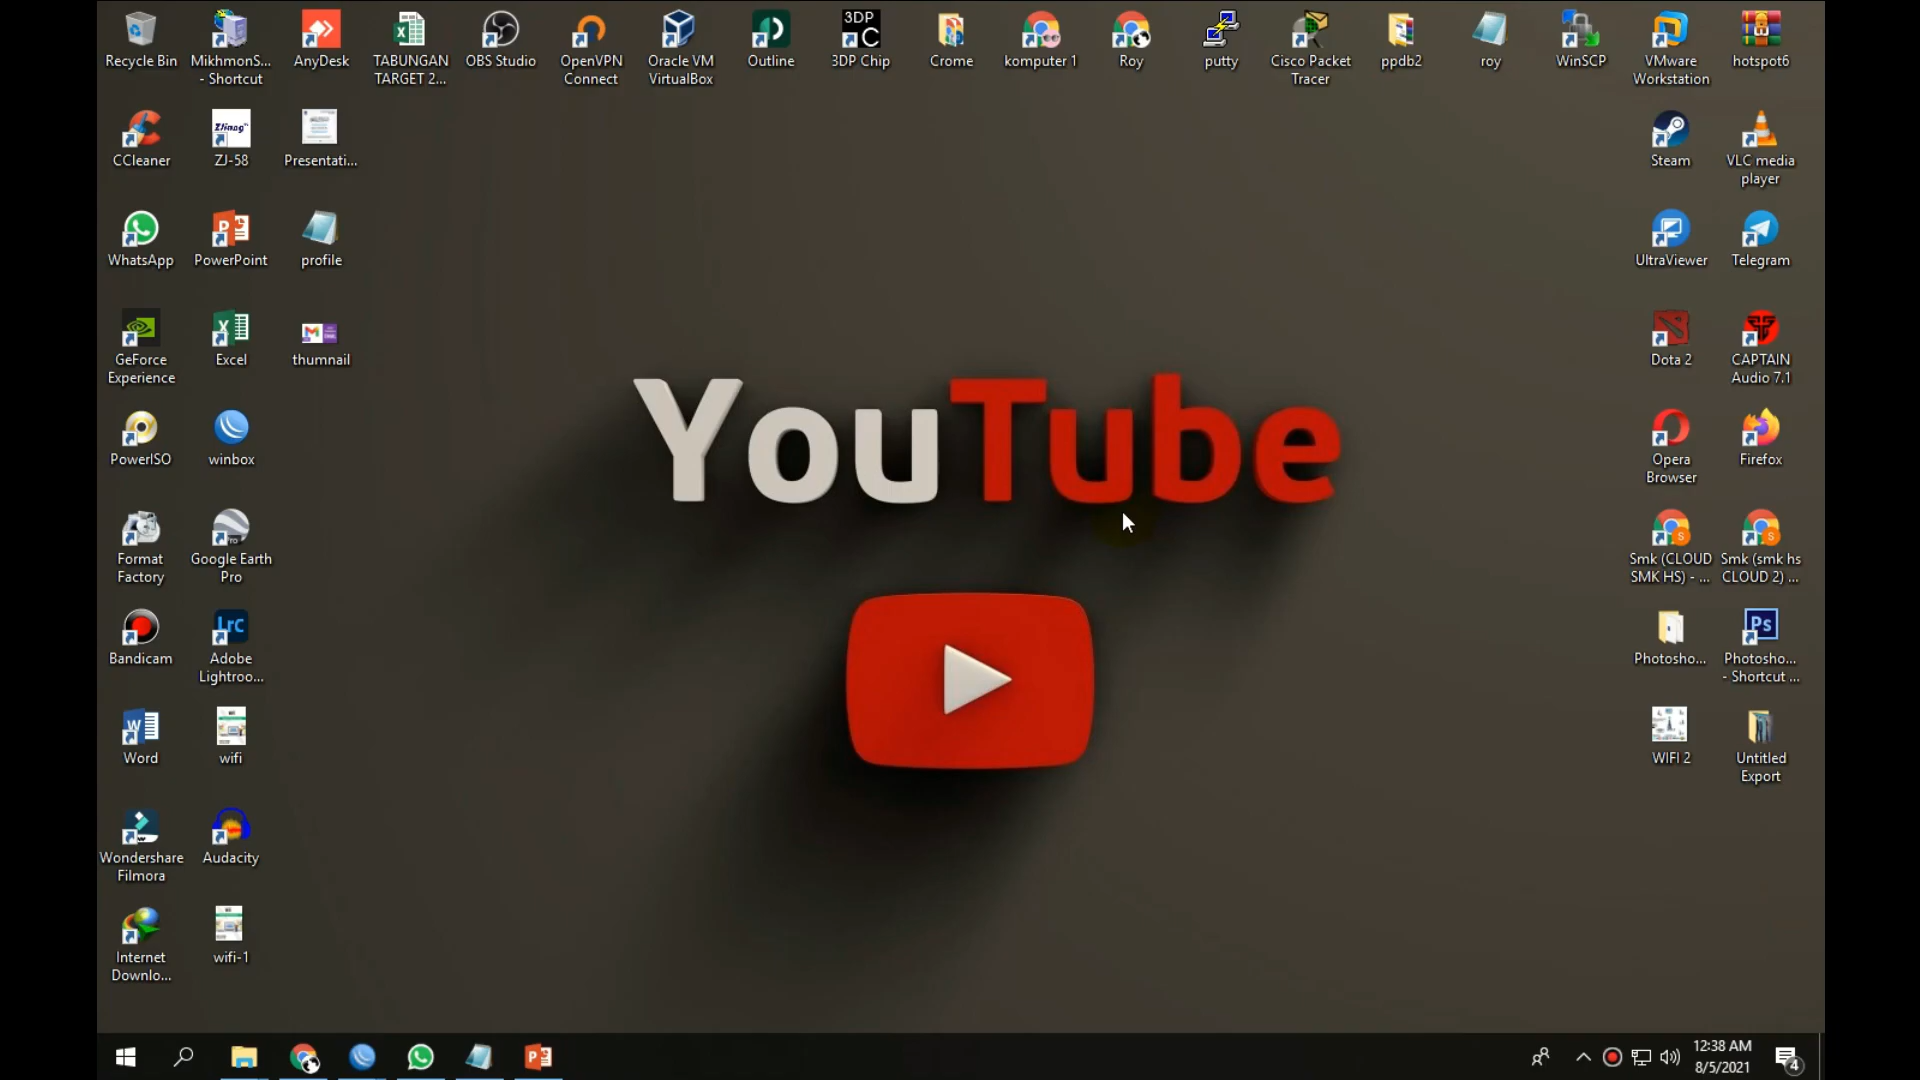 Recycle Bin
MikhmonS...
- Shortcut
AnyDesk
TABUNGAN
TARGET 2...
OBS Studio
OpenVPN
Connect
Oracle VM
VirtualBox
Outline
3DP
C
3DP Chip
Crome
komputer 1
Roy
putty
Cisco Packet
Tracer
ppdb2
roy
WinSCP
VMware
Workstation
hotspot6
CCleaner
Zjiang
ZJ-58
Presentati...
Steam
VLC media
player
WhatsApp
PowerPoint
profile
UltraViewer
Telegram
GeForce
Experience
Excel
thumnail
Dota 2
CAPTAIN
Audio 7.1
YouTube
PowerISO
winbox
Opera
Browser
Firefox
Format
Factory
Google Earth
Pro
Smk (CLOUD
SMK HS) - ...
Smk (smk hs
CLOUD 2) ...
Bandicam
LrC
Adobe
Lightroo...
Photosho...
Ps
Photosho...
- Shortcut ...
Word
wifi
WIFI 2
Untitled
Export
Wondershare
Filmora
Audacity
Internet
Downlo...
wifi-1
12:38 AM
8/5/2021
4